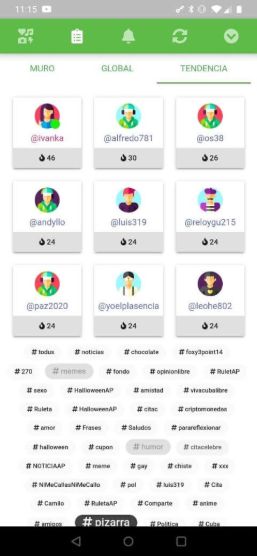 11:15
MURO GLOBAL TENDENCIA
@ivanka @alfredo781 @os38
46 30 26
@andyllo @luis319 @reloygu215
24 24 24
@paz2020 @yoelplasencia @leohe802
24 24 24
# todus # noticias # chocolate # foxy3point14
# 270 # memes # fondo # opinionlibre # RuletAP
# sexo # HalloweenAP # amistad # vivacubalibre
# Ruleta # HalloweenAP # citac # criptomonedas
# amor # Frases # Saludos # parareflexionar
# halloween # cupon # humor # citacelebre
# NOTICIAAP # meme # gay # chiste # xxx
# NiMeCallasNiMeCallo # pol # luis319 # Cita
# Camilo # RuletaAP # Comparte # anime
# amigos # pizarra # Politica # Cuba